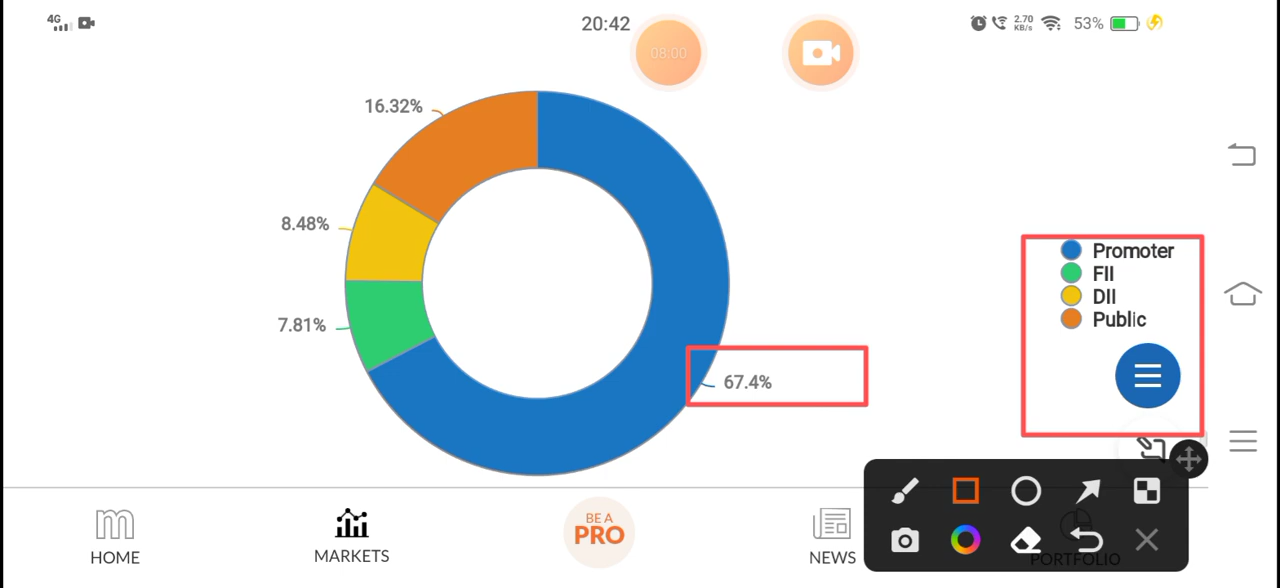 4G
20:42
08:00
2.70
KB/s
53%
16.32%
8.48%
7.81%
67.4%
Promoter
FII
DII
Public
HOME
MARKETS
BE A
PRO
NEWS
PORTFOLIO